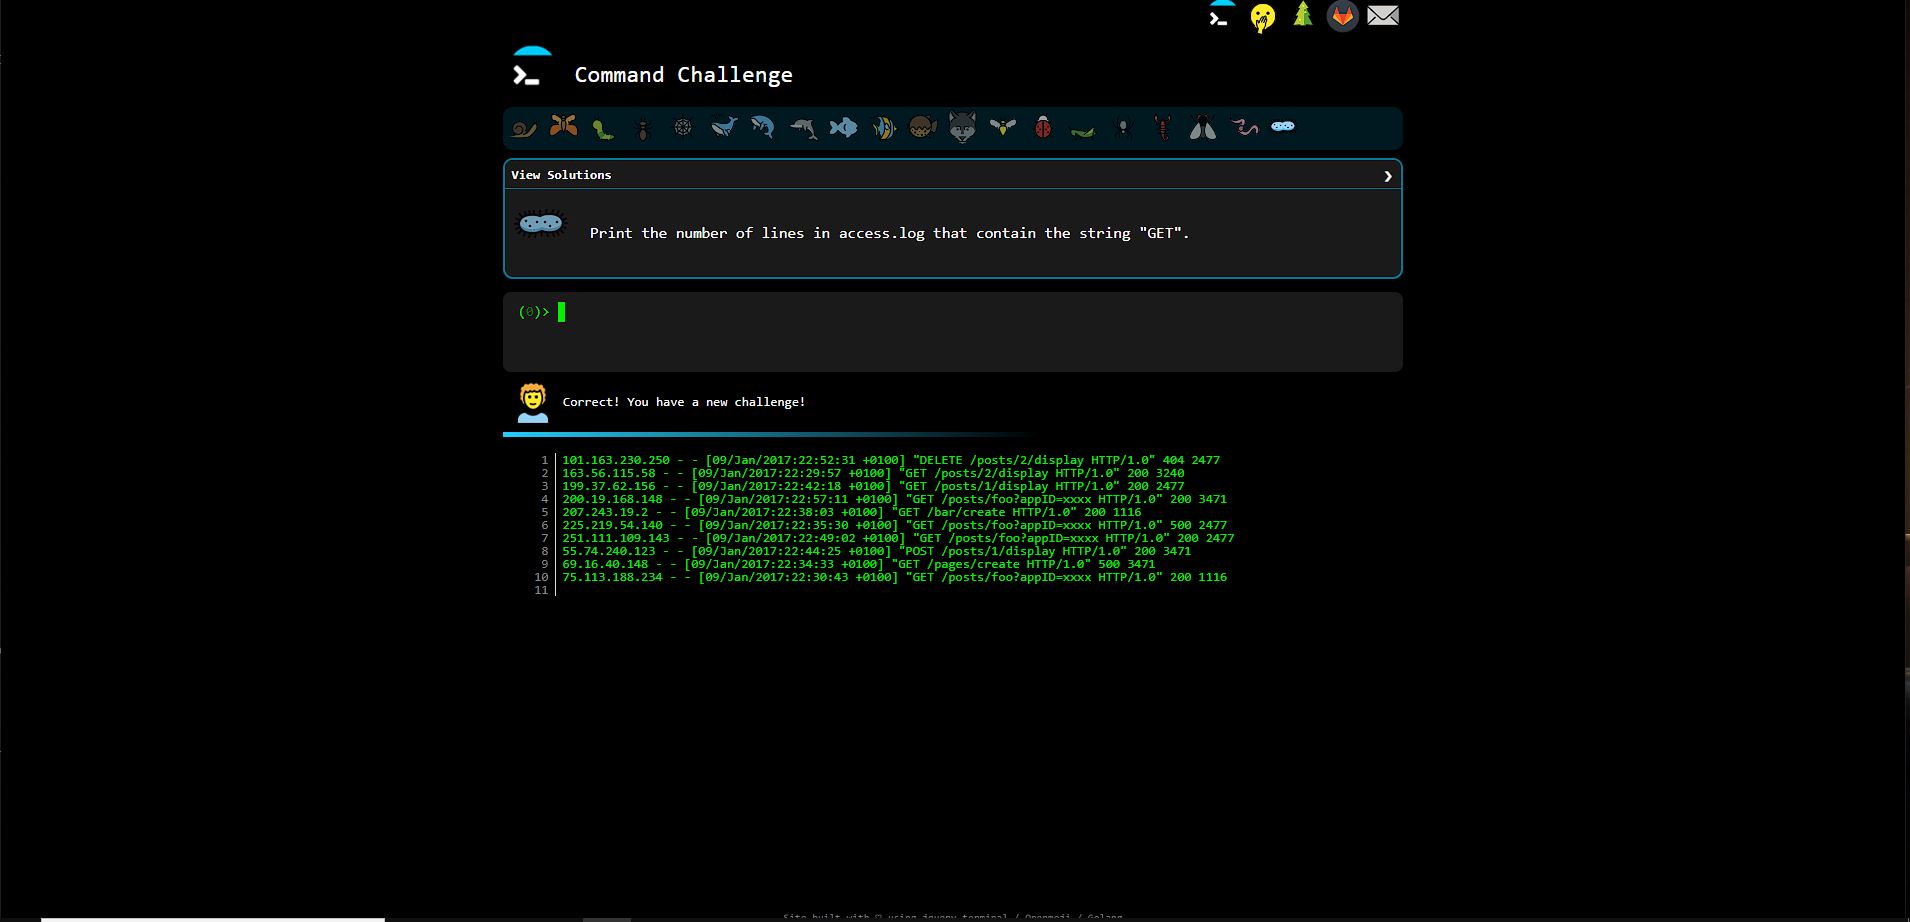 Command Challenge
View Solutions
Print the number of lines in access.log that contain the string "GET".
(0)>
Correct! You have a new challenge!
1 101.163.230.250 - - [09/Jan/2017:22:52:31 +0100] "DELETE /posts/2/display HTTP/1.0" 404 2477
2 163.56.115.58 - - [09/Jan/2017:22:29:57 +0100] "GET /posts/2/display HTTP/1.0" 200 3240
3 199.37.62.156 - - [09/Jan/2017:22:42:18 +0100] "GET /posts/1/display HTTP/1.0" 200 2477
4 200.19.168.148 - - [09/Jan/2017:22:57:11 +0100] "GET /posts/foo?appID=xxxx HTTP/1.0" 200 3471
5 207.243.19.2 - - [09/Jan/2017:22:38:03 +0100] "GET /bar/create HTTP/1.0" 200 1116
6 225.219.54.140 - - [09/Jan/2017:22:35:30 +0100] "GET /posts/foo?appID=xxxx HTTP/1.0" 500 2477
7 251.111.109.143 - - [09/Jan/2017:22:49:02 +0100] "GET /posts/foo?appID=xxxx HTTP/1.0" 200 2477
8 55.74.240.123 - - [09/Jan/2017:22:44:25 +0100] "POST /posts/1/display HTTP/1.0" 200 3471
9 69.16.40.148 - - [09/Jan/2017:22:34:33 +0100] "GET /pages/create HTTP/1.0" 500 3471
10 75.113.188.234 - - [09/Jan/2017:22:30:43 +0100] "GET /posts/foo?appID=xxxx HTTP/1.0" 200 1116
11
Site built with ♡ using jquery.terminal / Openmoji / Golang